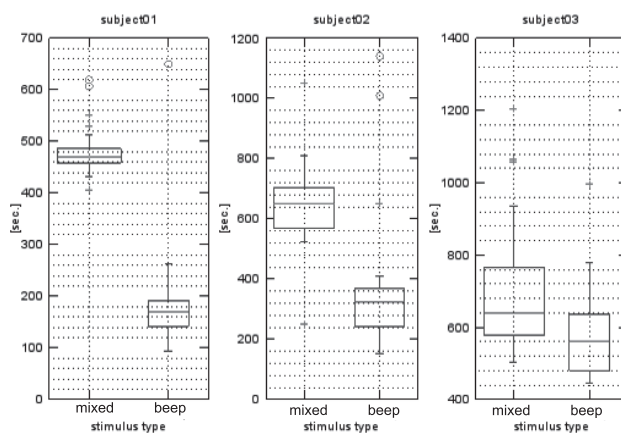 subject01
700
600
500
400
300
200
100
0
[sec.]
mixed beep
stimulus type
subject02
1200
1000
800
600
400
200
0
[sec.]
mixed beep
stimulus type
subject03
1400
1200
1000
800
600
400
[sec.]
mixed beep
stimulus type